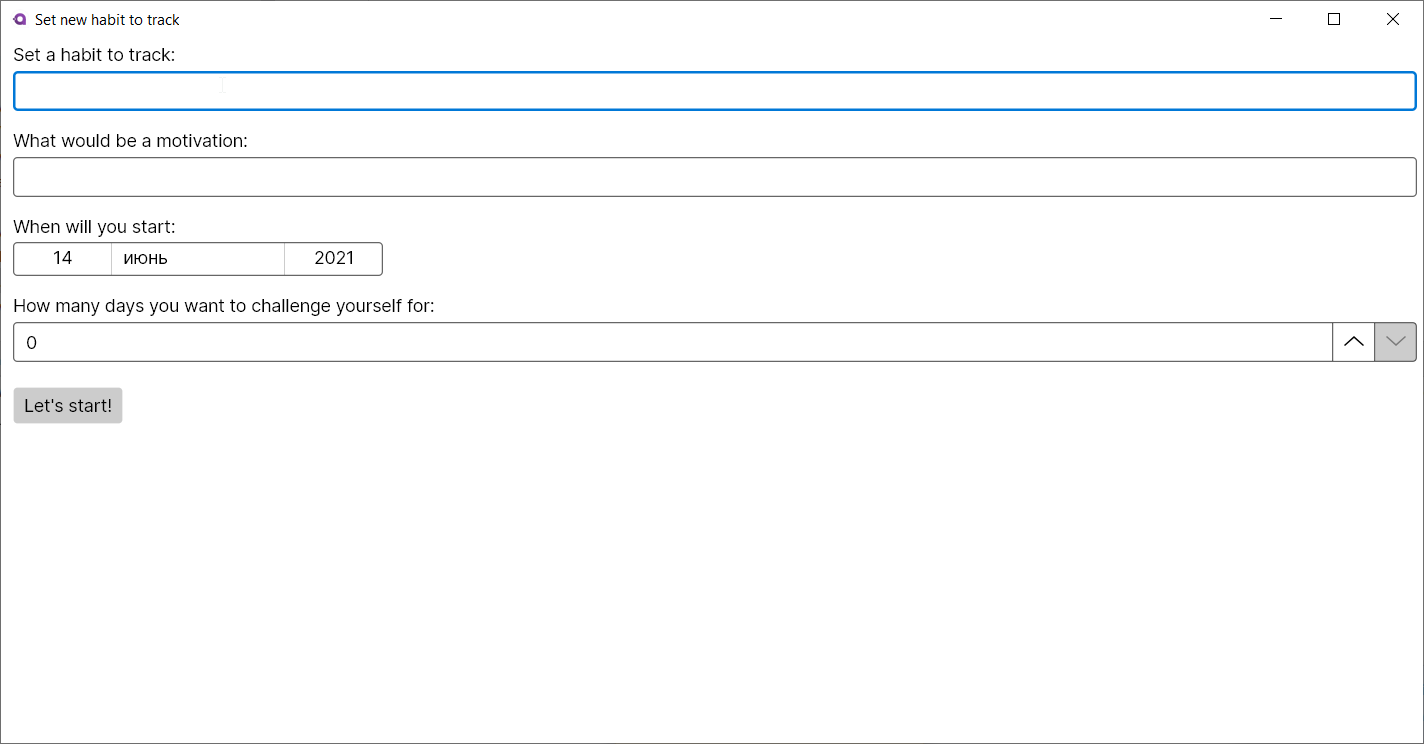 Set new habit to track
Set a habit to track:
What would be a motivation:
When will you start:
14 июнь 2021
How many days you want to challenge yourself for:
0
Let's start!